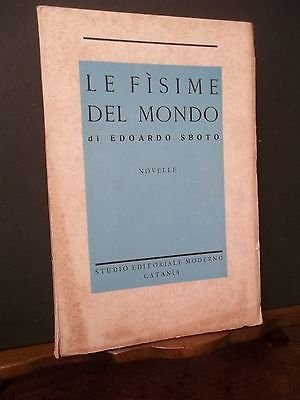 LE FÌSIME
DEL MONDO
di EDOARDO SBOTO
NOVELLE
STUDIO EDITORIALE MODERNO
CATANIA